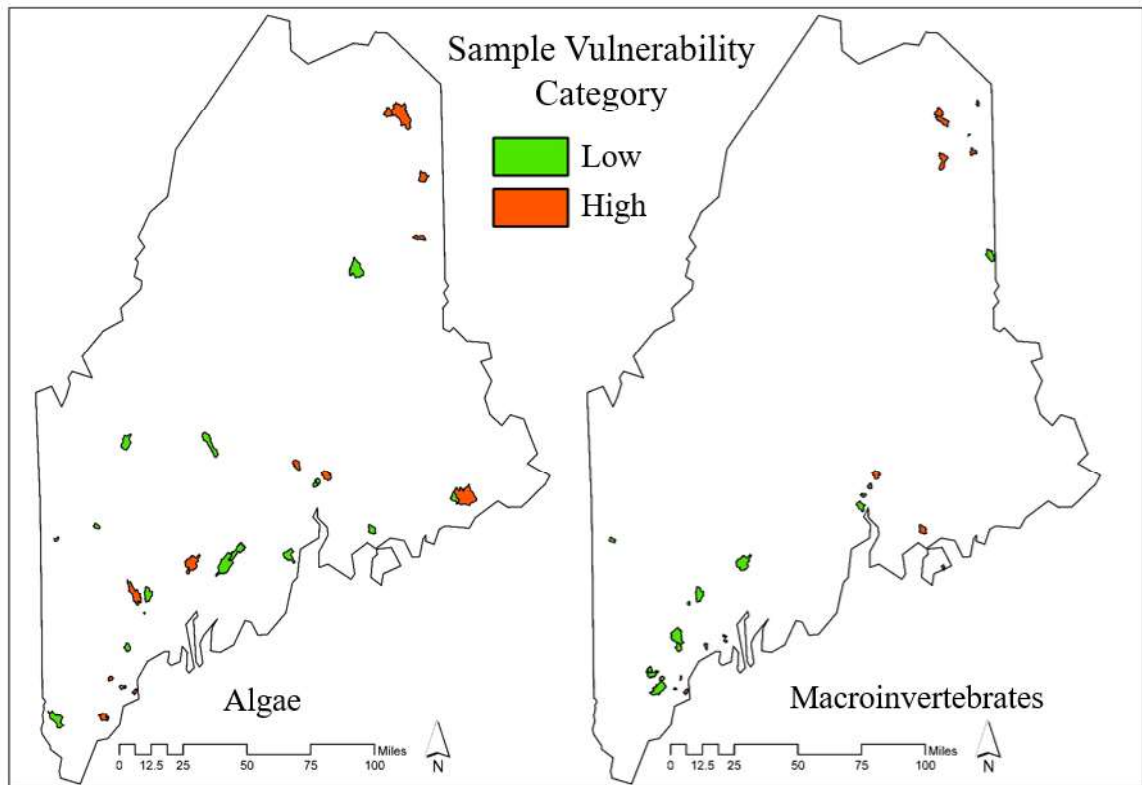 Sample Vulnerability
Category
Low
High
Algae
Macroinvertebrates
Miles
0 12.5 25 50 75 100
N
Miles
0 12.5 25 50 75 100
N